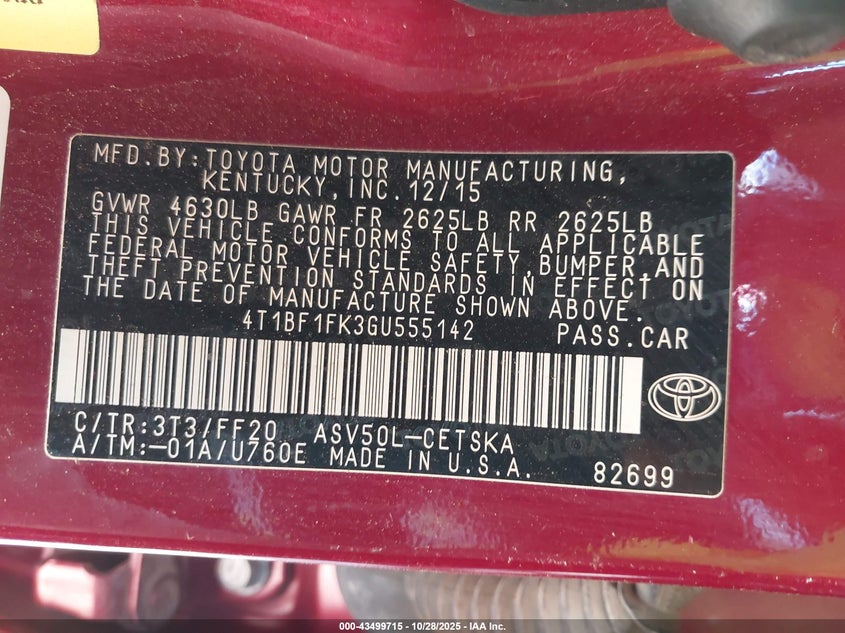 MFD.BY:TOYOTA MOTOR MANUFACTURING,
KENTUCKY,INC.12/15
GVWR 4630LB GAWR FR 2625LB RR 2625LB
THIS VEHICLE CONFORMS TO ALL APPLICABLE
FEDERAL MOTOR VEHICLE SAFETY,BUMPER,AND
THEFT PREVENTION STANDARDS IN EFFECT ON
THE DATE OF MANUFACTURE SHOWN ABOVE.
4T1BF1FK3GU555142 PASS.CAR
C/TR:3T3/FF20 ASV50L-CETSKA
A/TM:-01A/U760E MADE IN U.S.A.
82699
000-43499715 - 10/28/2025 - IAA Inc.